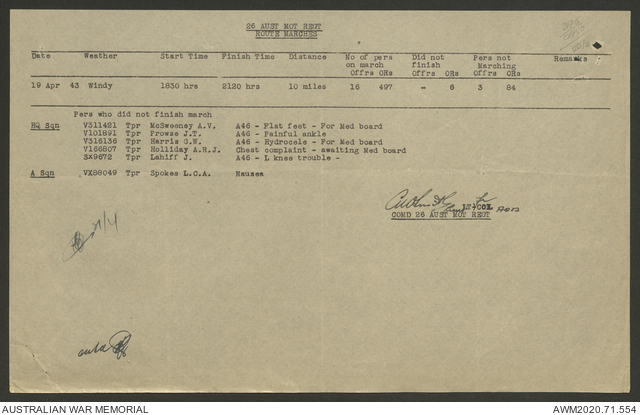 26 AUST MOT REGT
ROUTE MARCHES
Date Weather Start Time Finish Time Distance No of pers on march Offrs ORs Did not finish Offrs ORs Pers not Marching Offrs ORs Remarks
19 Apr 43 Windy 1830 hrs 2120 hrs 10 miles 16 497 - 6 3 84
Pers who did not finish march
HQ Sqn V311421 Tpr McSweeney A.V. A46 - Flat feet - For Med board
V101891 Tpr Prowse J.T. A46 - Painful ankle
V316136 Tpr Harris G.W. A46 - Hydrocele - For Med board
V166807 Tpr Holliday A.R.J. Chest complaint - awaiting Med board
SX9672 Tpr Lahiff J. A46 - L knee trouble -
A Sqn VX88049 Tpr Spokes L.C.A. Nausea
LT-COL
COMD 26 AUST MOT REGT
AUSTRALIAN WAR MEMORIAL
AWM2020.71.554